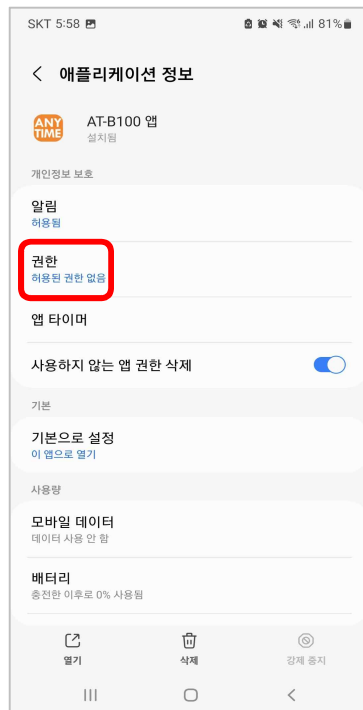 SKT 5:58 81%
애플리케이션 정보
ANY
TIME
AT-B100 앱
설치됨
개인정보 보호
알림
허용됨
권한
허용된 권한 없음
앱 타이머
사용하지 않는 앱 권한 삭제
기본
기본으로 설정
이 앱으로 열기
사용량
모바일 데이터
데이터 사용 안 함
배터리
충전한 이후로 0% 사용됨
열기 삭제 강제 중지